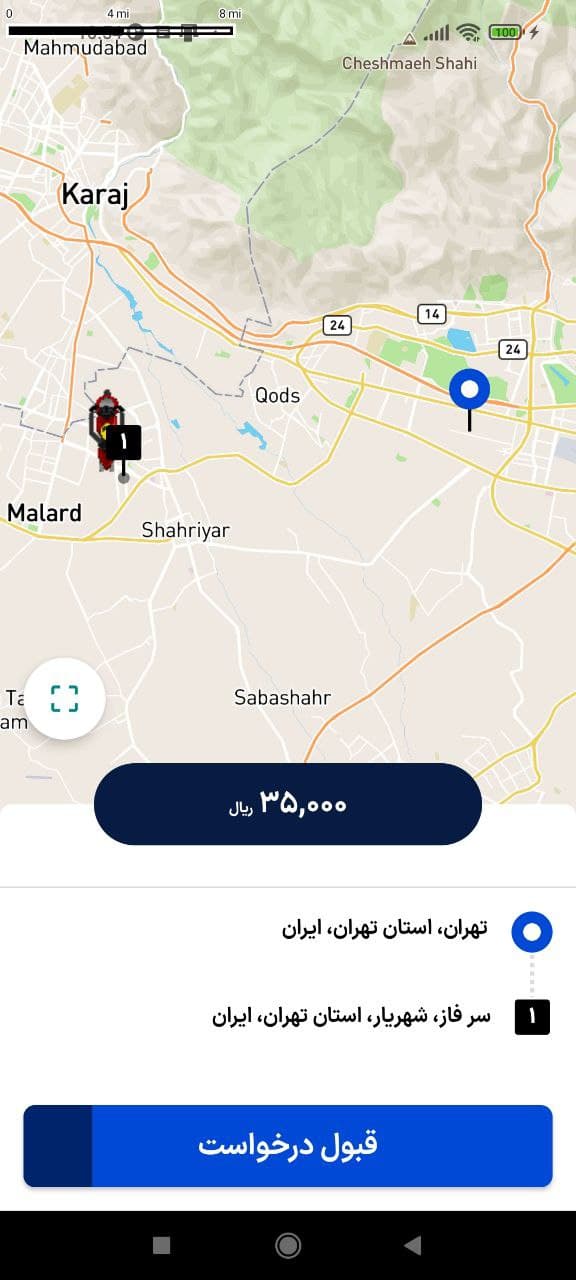 0 4 mi 8 mi
100
Mahmudabad
Cheshmaeh Shahi
Karaj
14
24
24
Qods
۱
Malard
Shahriyar
Sabashahr
Ta
am
۳۵,۰۰۰ ریال
تهران، استان تهران، ایران
۱ سر فاز، شهریار، استان تهران، ایران
قبول درخواست